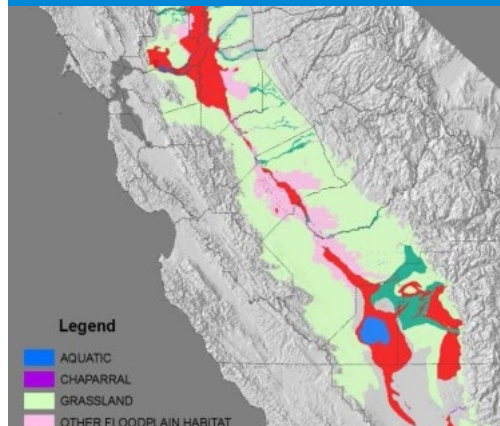 Legend
AQUATIC
CHAPARRAL
GRASSLAND
OTHER FLOODPLAIN HABITAT